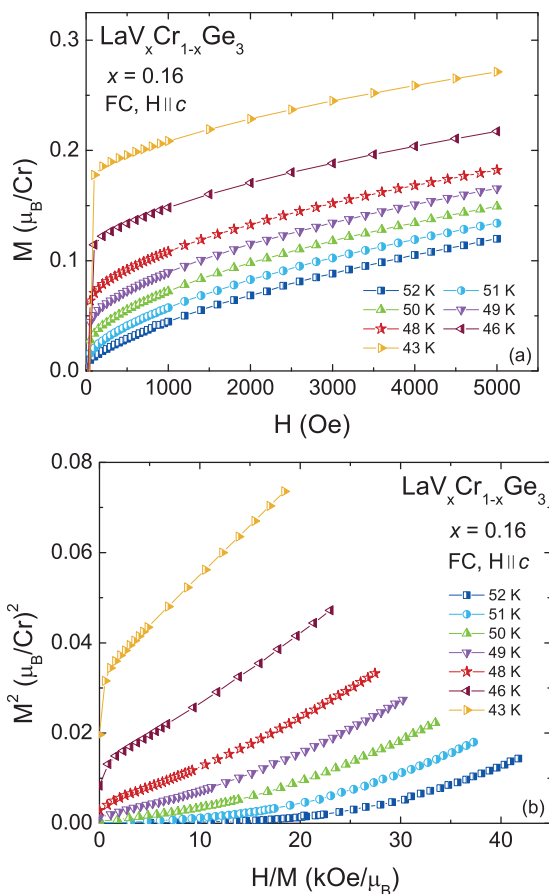 LaVₓCr₁₋ₓGe₃
x = 0.16
FC, H || c
0.3
0.2
0.1
0.0
M (μ_B/Cr)
52 K 51 K
50 K 49 K
48 K 46 K
43 K
(a)
0 1000 2000 3000 4000 5000
H (Oe)
0.08
0.06
0.04
0.02
0.00
M² (μ_B/Cr)²
LaVₓCr₁₋ₓGe₃
x = 0.16
FC, H || c
52 K
51 K
50 K
49 K
48 K
46 K
43 K
(b)
0 10 20 30 40
H/M (kOe/μ_B)